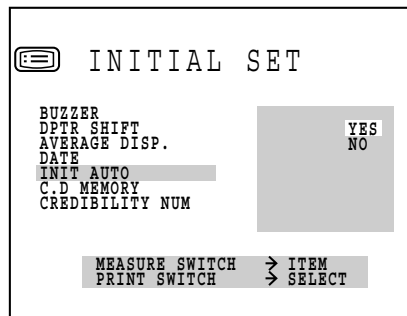 INITIAL SET
BUZZER
DPTR SHIFT YES
AVERAGE DISP. NO
DATE
INIT AUTO
C.D MEMORY
CREDIBILITY NUM
MEASURE SWITCH → ITEM
PRINT SWITCH → SELECT